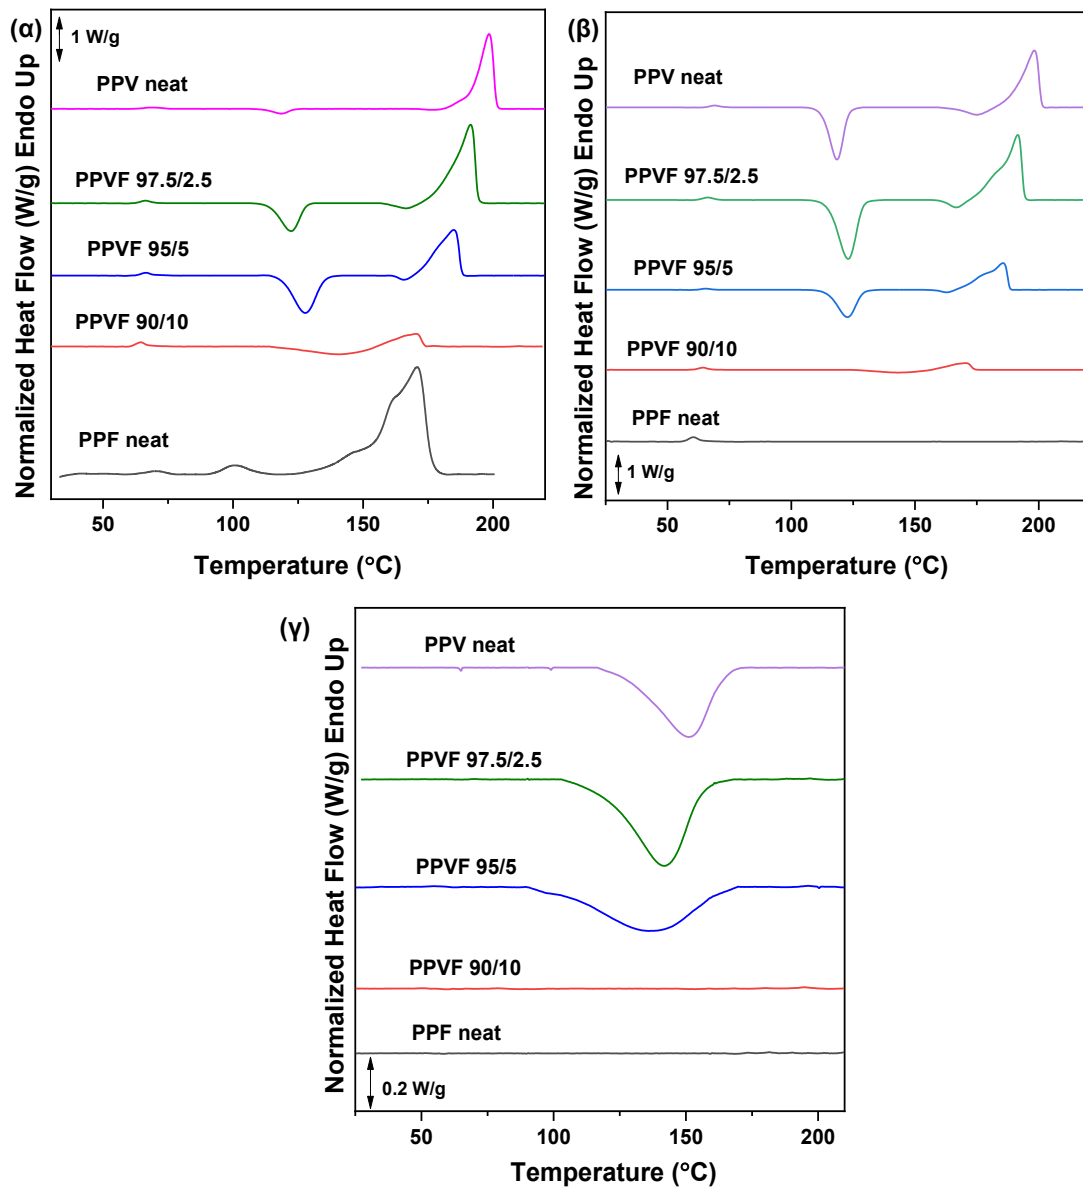 (α)
1 W/g
PPV neat
PPVF 97.5/2.5
PPVF 95/5
PPVF 90/10
PPF neat
Normalized Heat Flow (W/g) Endo Up
50 100 150 200
Temperature (°C)
(β)
PPV neat
PPVF 97.5/2.5
PPVF 95/5
PPVF 90/10
PPF neat
1 W/g
Normalized Heat Flow (W/g) Endo Up
50 100 150 200
Temperature (°C)
(γ)
PPV neat
PPVF 97.5/2.5
PPVF 95/5
PPVF 90/10
PPF neat
0.2 W/g
Normalized Heat Flow (W/g) Endo Up
50 100 150 200
Temperature (°C)